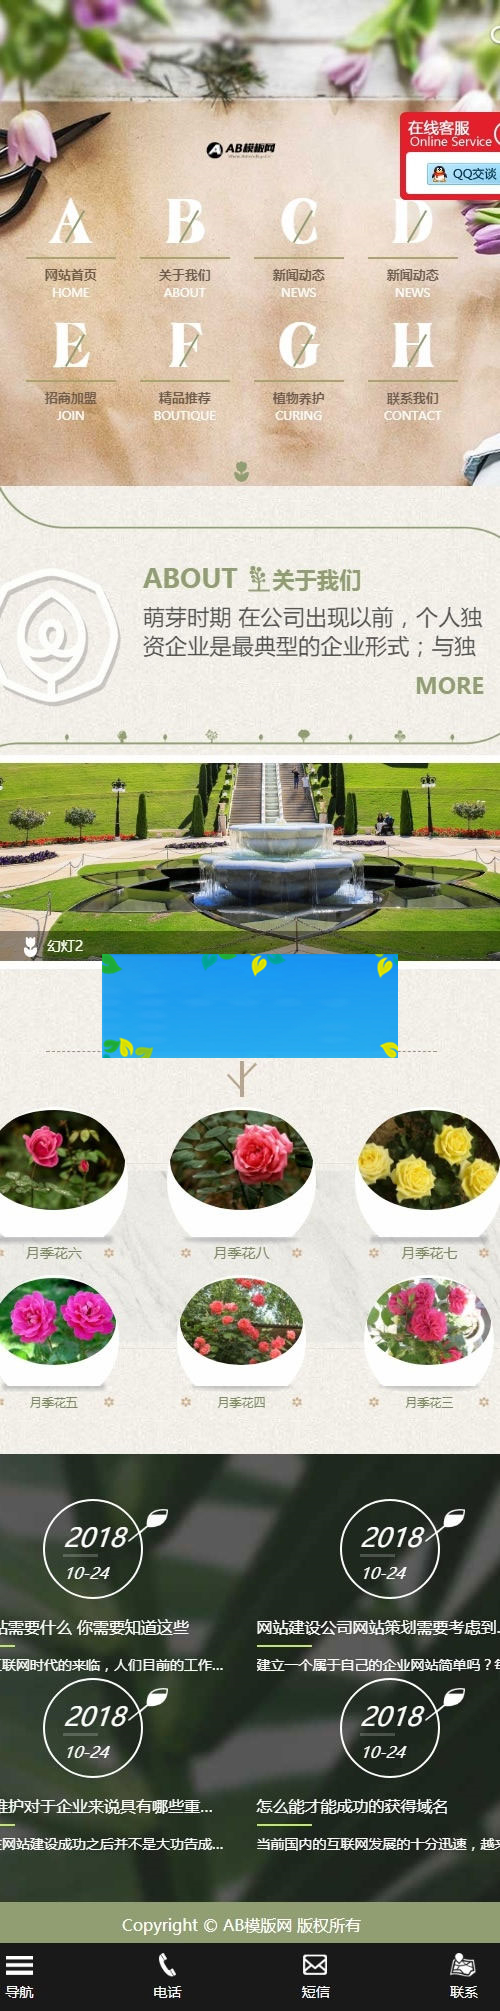 AB模板网
在线客服
Online Service
QQ交谈
A B C D
网站首页 关于我们 新闻动态 新闻动态
HOME ABOUT NEWS NEWS
E F G H
招商加盟 精品推荐 植物养护 联系我们
JOIN BOUTIQUE CURING CONTACT
ABOUT 关于我们
萌芽时期 在公司出现以前，个人独
资企业是最典型的企业形式；与独
MORE
幻灯2
月季花六 月季花八 月季花七
月季花五 月季花四 月季花三
2018 2018
10-24 10-24
站需要什么 你需要知道这些 网站建设公司网站策划需要考虑到
互联网时代的来临，人们目前的工作... 建立一个属于自己的企业网站简单吗？
2018 2018
10-24 10-24
维护对于企业来说具有哪些重... 怎么能才能成功的获得域名
网站建设成功之后并不是大功告成... 当前国内的互联网发展的十分迅速，越来
Copyright © AB模版网 版权所有
导航 电话 短信 联系